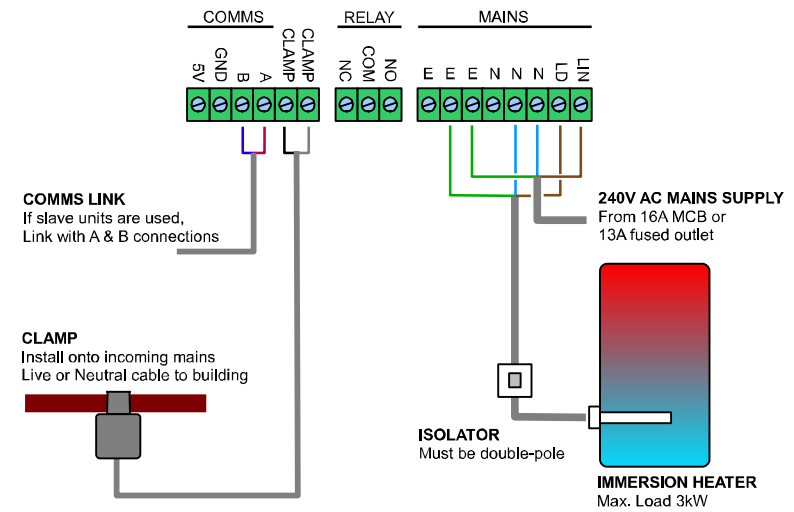 COMMS
RELAY
MAINS
5V
GND
B
A
CLAMP
CLAMP
NC
COM
NO
E
E
E
N
N
N
LD
LIN
COMMS LINK
If slave units are used,
Link with A & B connections
240V AC MAINS SUPPLY
From 16A MCB or
13A fused outlet
CLAMP
Install onto incoming mains
Live or Neutral cable to building
ISOLATOR
Must be double-pole
IMMERSION HEATER
Max. Load 3kW